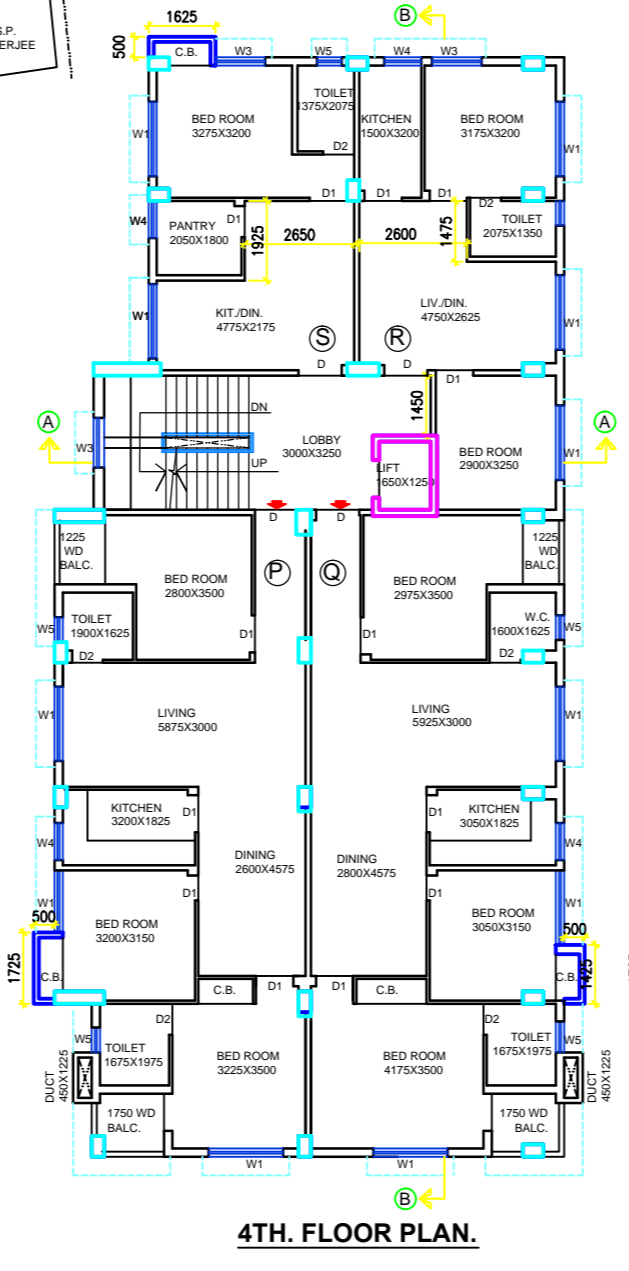 S.P.
ERJEE
1625
500
C.B.
W3
W5
W4
W3
B
TOILET
1375X2075
D2
BED ROOM
3275X3200
KITCHEN
1500X3200
BED ROOM
3175X3200
W1
W1
D1
D1
D1
D2
W4
PANTRY
2050X1800
D1
1925
2650
2600
1475
TOILET
2075X1350
W1
KIT./DIN.
4775X2175
LIV./DIN.
4750X2625
W1
S
R
D
D
D1
A
W3
DN
UP
LOBBY
3000X3250
1450
LIFT
1650X1250
BED ROOM
2900X3250
W1
A
D
D
1225
WD
BALC.
BED ROOM
2800X3500
P
Q
BED ROOM
2975X3500
1225
WD
BALC.
W5
TOILET
1900X1625
D2
D1
D1
W.C.
1600X1625
D2
W5
W1
LIVING
5875X3000
LIVING
5925X3000
W1
KITCHEN
3200X1825
D1
D1
KITCHEN
3050X1825
W4
W4
DINING
2600X4575
DINING
2800X4575
W1
D1
D1
W1
BED ROOM
3200X3150
BED ROOM
3050X3150
500
1725
C.B.
500
1425
C.B.
C.B.
D1
D1
C.B.
W5
TOILET
1675X1975
D2
BED ROOM
3225X3500
BED ROOM
4175X3500
D2
TOILET
1675X1975
W5
DUCT
450X1225
DUCT
450X1225
1750 WD
BALC.
1750 WD
BALC.
W1
W1
B
4TH. FLOOR PLAN.